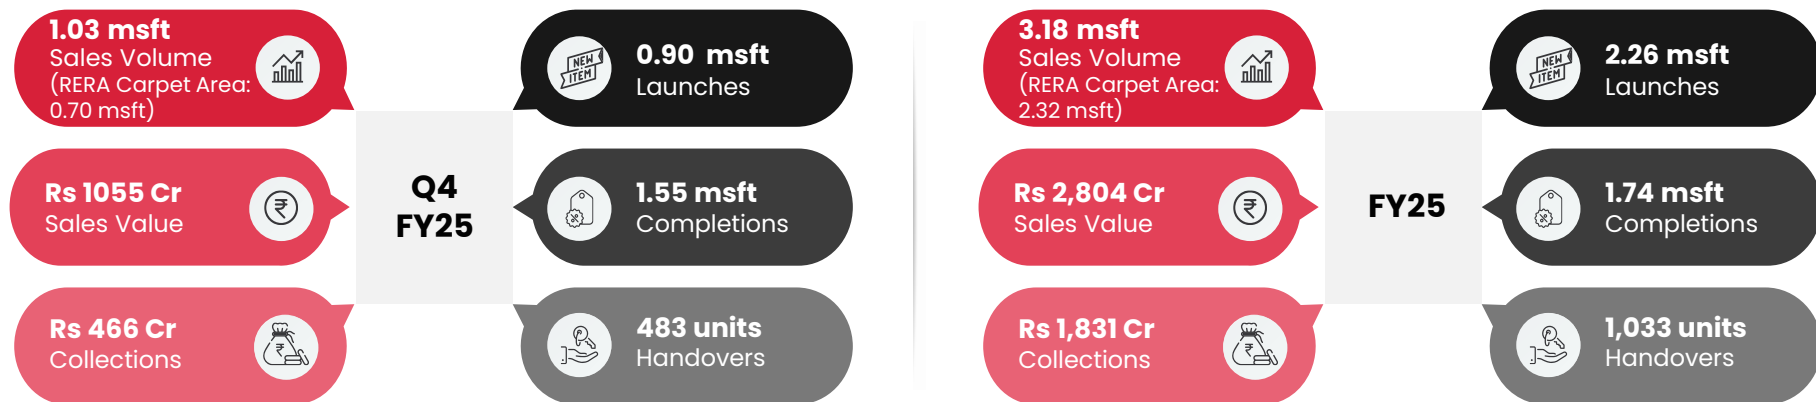 1.03 msft
Sales Volume
(RERA Carpet Area:
0.70 msft)
Rs 1055 Cr
Sales Value
Rs 466 Cr
Collections
Q4
FY25
NEW
ITEM
0.90 msft
Launches
1.55 msft
Completions
483 units
Handovers
3.18 msft
Sales Volume
(RERA Carpet Area:
2.32 msft)
Rs 2,804 Cr
Sales Value
Rs 1,831 Cr
Collections
FY25
NEW
ITEM
2.26 msft
Launches
1.74 msft
Completions
1,033 units
Handovers